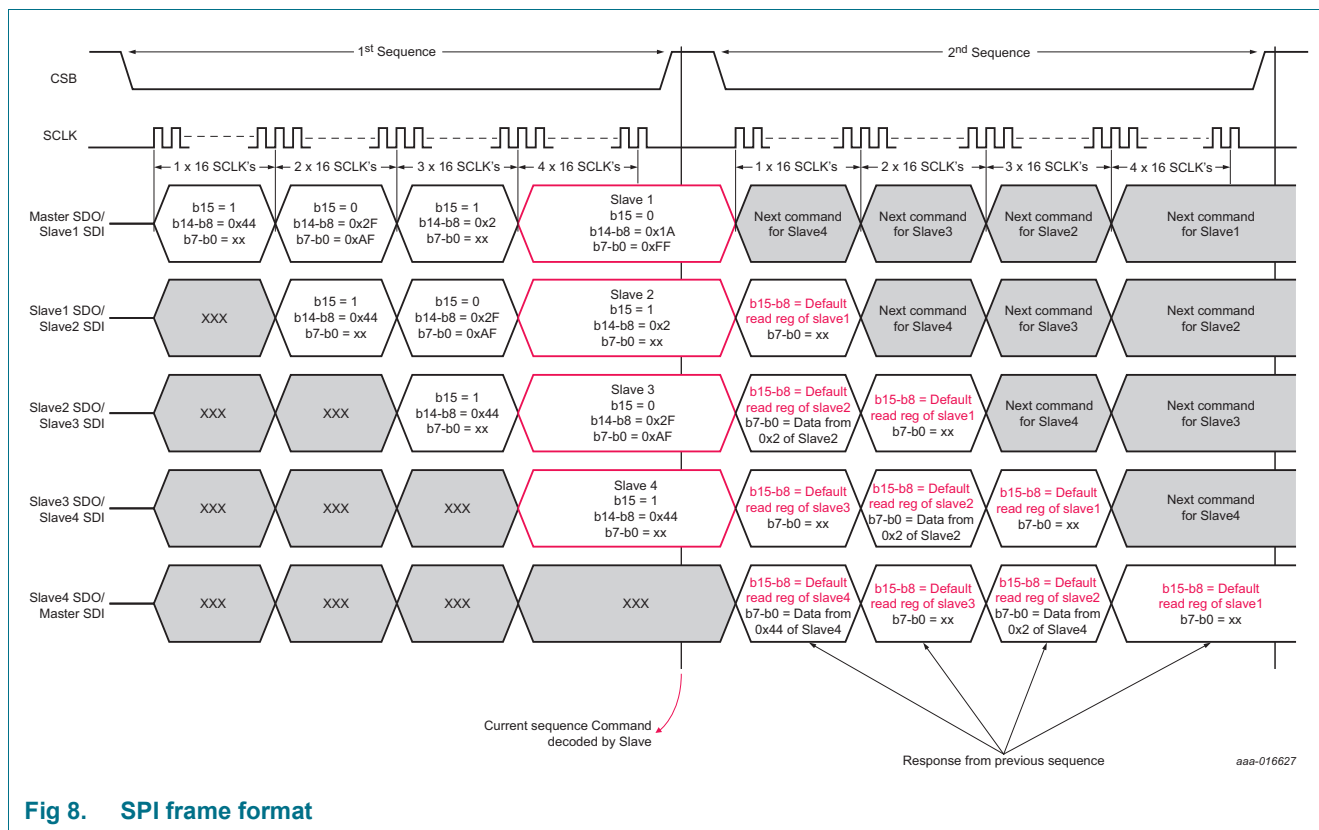 1st Sequence
2nd Sequence
CSB
SCLK
1 x 16 SCLK's
2 x 16 SCLK's
3 x 16 SCLK's
4 x 16 SCLK's
1 x 16 SCLK's
2 x 16 SCLK's
3 x 16 SCLK's
4 x 16 SCLK's
Master SDO/
Slave1 SDI
b15 = 1
b14-b8 = 0x44
b7-b0 = xx
b15 = 0
b14-b8 = 0x2F
b7-b0 = 0xAF
b15 = 1
b14-b8 = 0x2
b7-b0 = xx
Slave 1
b15 = 0
b14-b8 = 0x1A
b7-b0 = 0xFF
Next command
for Slave4
Next command
for Slave3
Next command
for Slave2
Next command
for Slave1
Slave1 SDO/
Slave2 SDI
XXX
b15 = 1
b14-b8 = 0x44
b7-b0 = xx
b15 = 0
b14-b8 = 0x2F
b7-b0 = 0xAF
Slave 2
b15 = 1
b14-b8 = 0x2
b7-b0 = xx
b15-b8 = Default
read reg of slave1
b7-b0 = xx
Next command
for Slave4
Next command
for Slave3
Next command
for Slave2
Slave2 SDO/
Slave3 SDI
XXX
XXX
b15 = 1
b14-b8 = 0x44
b7-b0 = xx
Slave 3
b15 = 0
b14-b8 = 0x2F
b7-b0 = 0xAF
b15-b8 = Default
read reg of slave2
b7-b0 = Data from
0x2 of Slave2
b15-b8 = Default
read reg of slave1
b7-b0 = xx
Next command
for Slave4
Next command
for Slave3
Slave3 SDO/
Slave4 SDI
XXX
XXX
XXX
Slave 4
b15 = 1
b14-b8 = 0x44
b7-b0 = xx
b15-b8 = Default
read reg of slave3
b7-b0 = xx
b15-b8 = Default
read reg of slave2
b7-b0 = Data from
0x2 of Slave2
b15-b8 = Default
read reg of slave1
b7-b0 = xx
Next command
for Slave4
Slave4 SDO/
Master SDI
XXX
XXX
XXX
XXX
b15-b8 = Default
read reg of slave4
b7-b0 = Data from
0x44 of Slave4
b15-b8 = Default
read reg of slave3
b7-b0 = xx
b15-b8 = Default
read reg of slave2
b7-b0 = Data from
0x2 of Slave4
b15-b8 = Default
read reg of slave1
b7-b0 = xx
Current sequence Command
decoded by Slave
Response from previous sequence
aaa-016627
Fig 8. SPI frame format